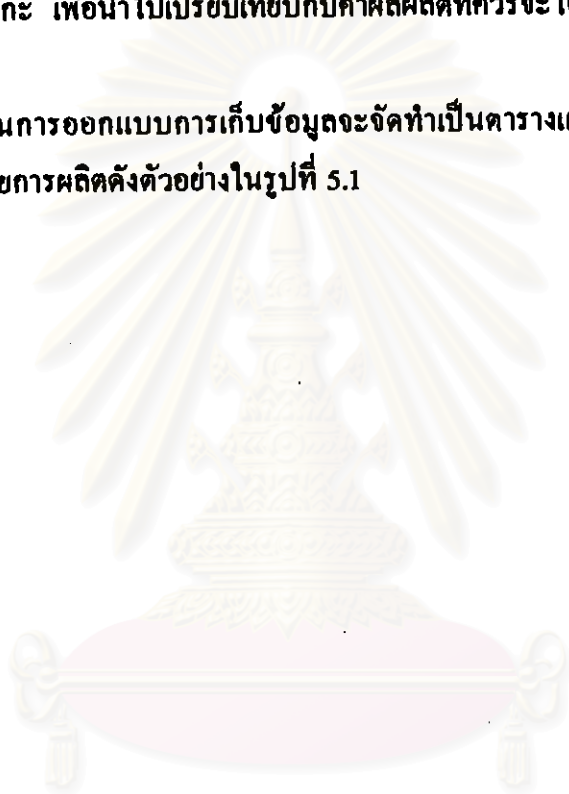 กะ เพื่อนำไปเปรียบเทียบกับค่าผลผลิตที่ควรจะ
นการออกแบบการเก็บข้อมูลจะจัดทำเป็นตาราง
ยการผลิตดังตัวอย่างในรูปที่ 5.1